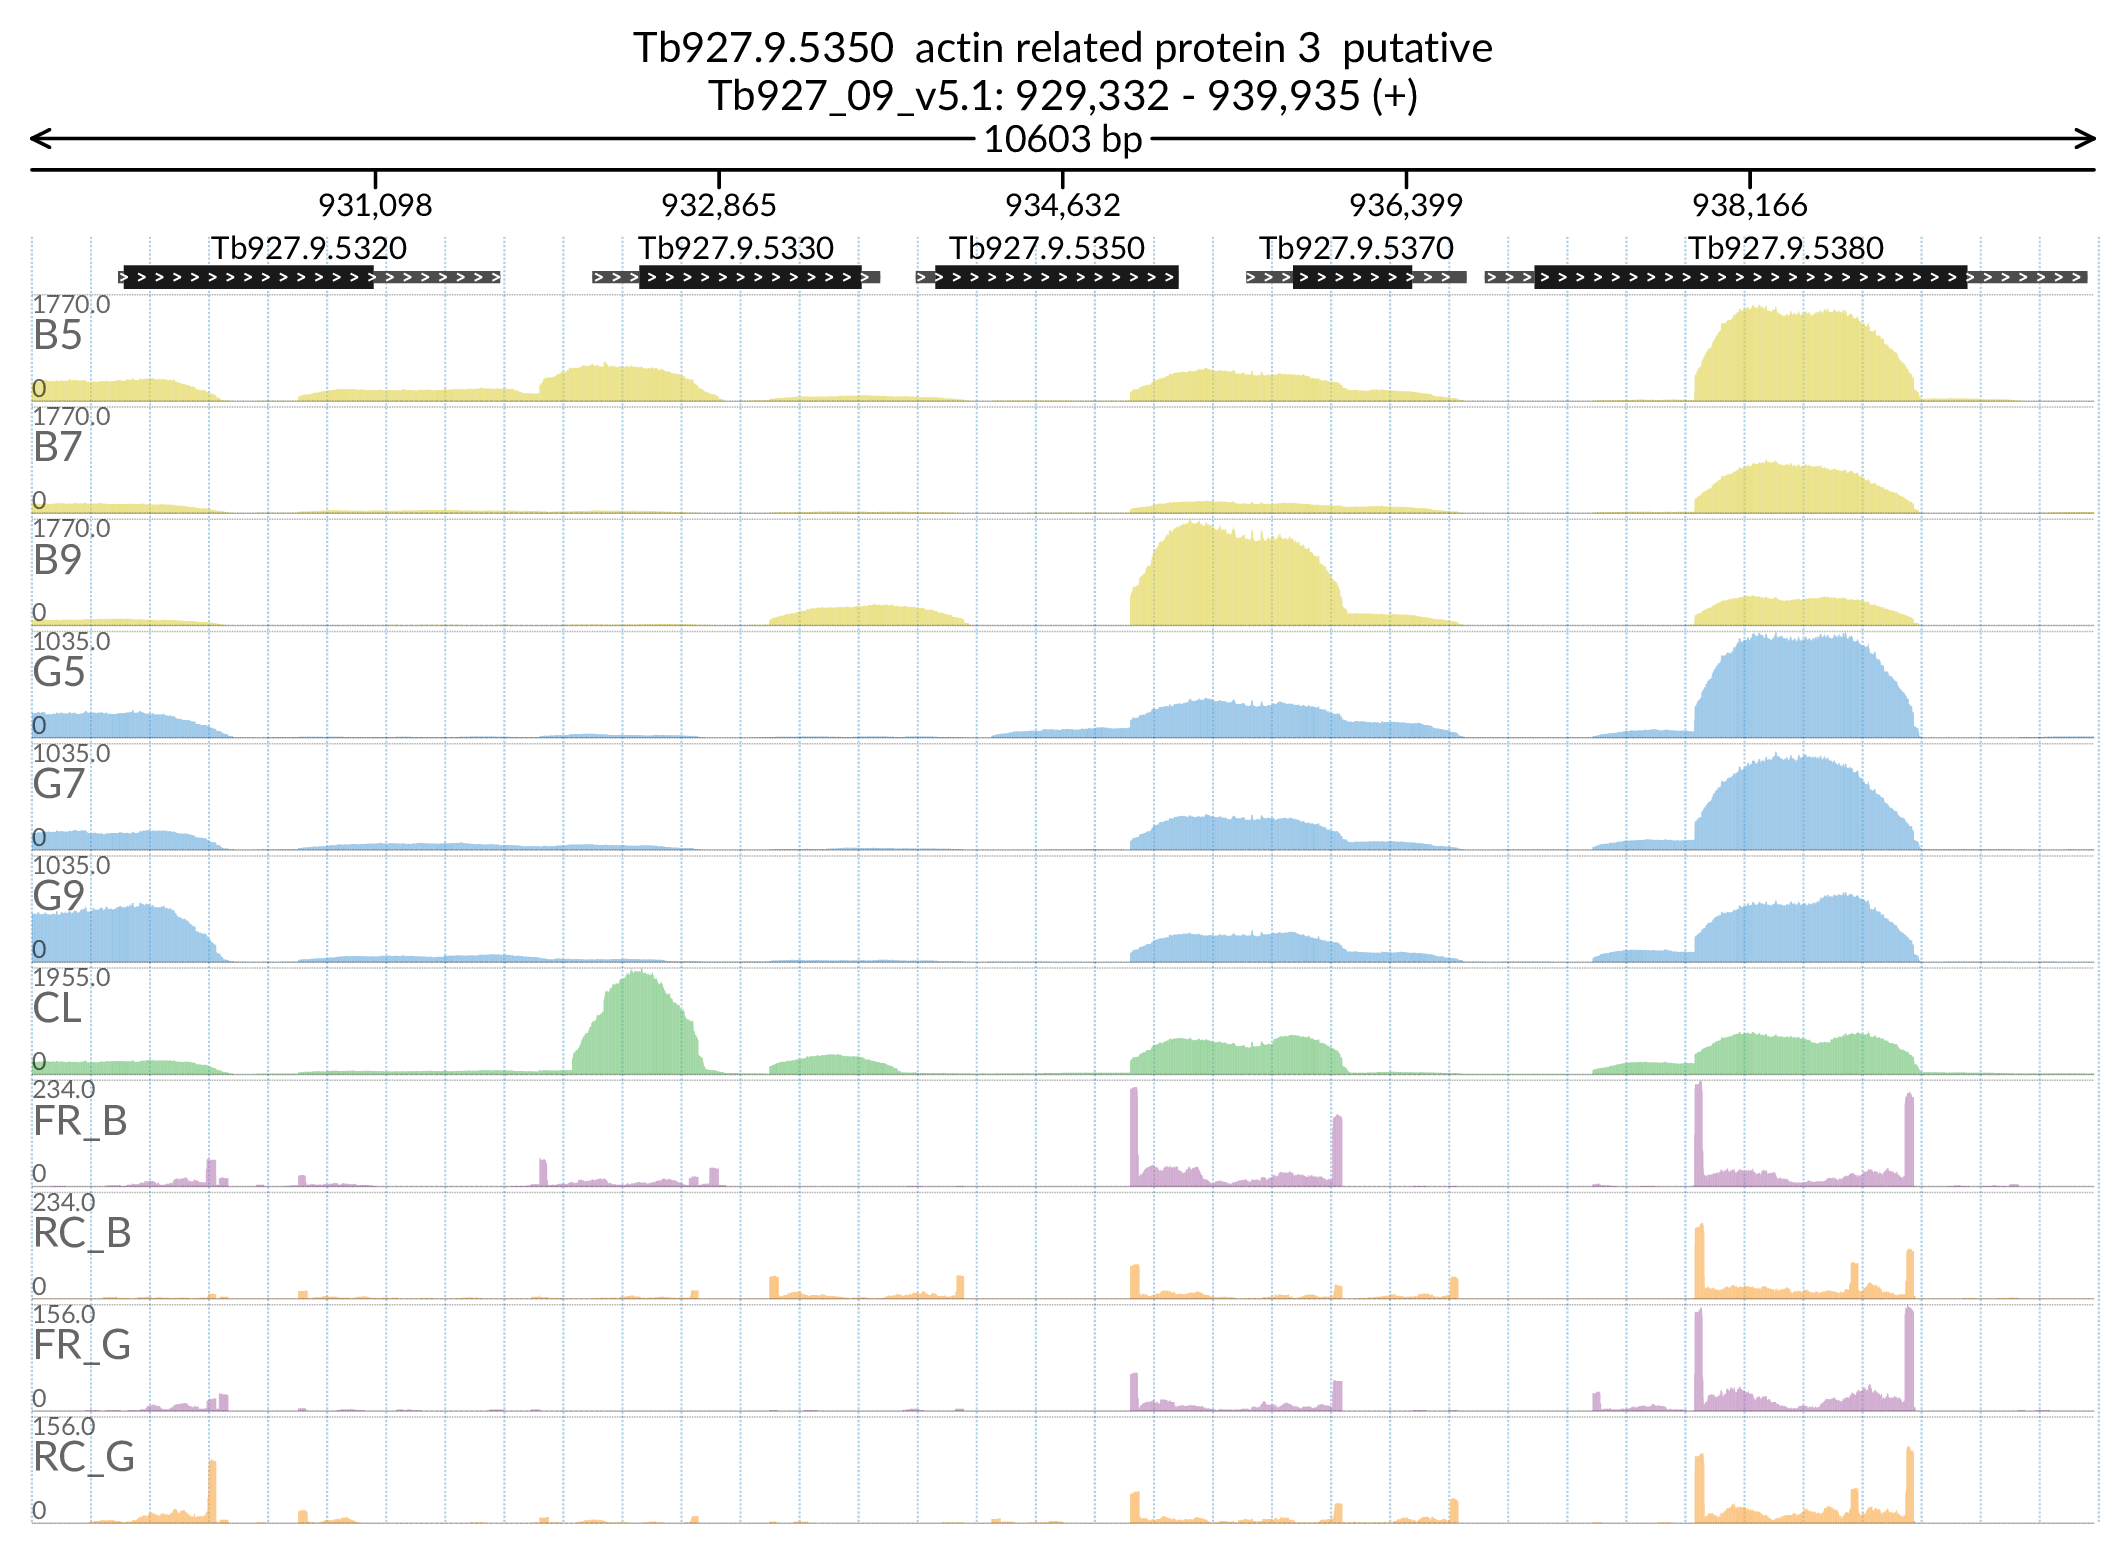 Tb927.9.5350 actin related protein 3 putative
Tb927_09_v5.1: 929,332 - 939,935 (+)
10603 bp
931,098 932,865 934,632 936,399 938,166
Tb927.9.5320 Tb927.9.5330 Tb927.9.5350 Tb927.9.5370 Tb927.9.5380
1770.0
B5
0
1770.0
B7
0
1770.0
B9
0
1035.0
G5
0
1035.0
G7
0
1035.0
G9
0
1955.0
CL
0
234.0
FR_B
0
234.0
RC_B
0
156.0
FR_G
0
156.0
RC_G
0